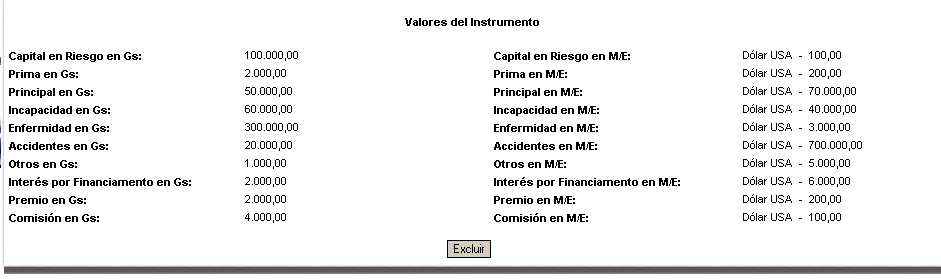 Valores del Instrumento
Capital en Riesgo en Gs: 100.000,00 Capital en Riesgo en M/E: Dólar USA - 100,00
Prima en Gs: 2.000,00 Prima en M/E: Dólar USA - 200,00
Principal en Gs: 50.000,00 Principal en M/E: Dólar USA - 70.000,00
Incapacidad en Gs: 60.000,00 Incapacidad en M/E: Dólar USA - 40.000,00
Enfermidad en Gs: 300.000,00 Enfermidad en M/E: Dólar USA - 3.000,00
Accidentes en Gs: 20.000,00 Accidentes en M/E: Dólar USA - 700.000,00
Otros en Gs: 1.000,00 Otros en M/E: Dólar USA - 5.000,00
Interés por Financiamento en Gs: 2.000,00 Interés por Financiamento en M/E: Dólar USA - 6.000,00
Premio en Gs: 2.000,00 Premio en M/E: Dólar USA - 200,00
Comisión en Gs: 4.000,00 Comisión en M/E: Dólar USA - 100,00
Excluir